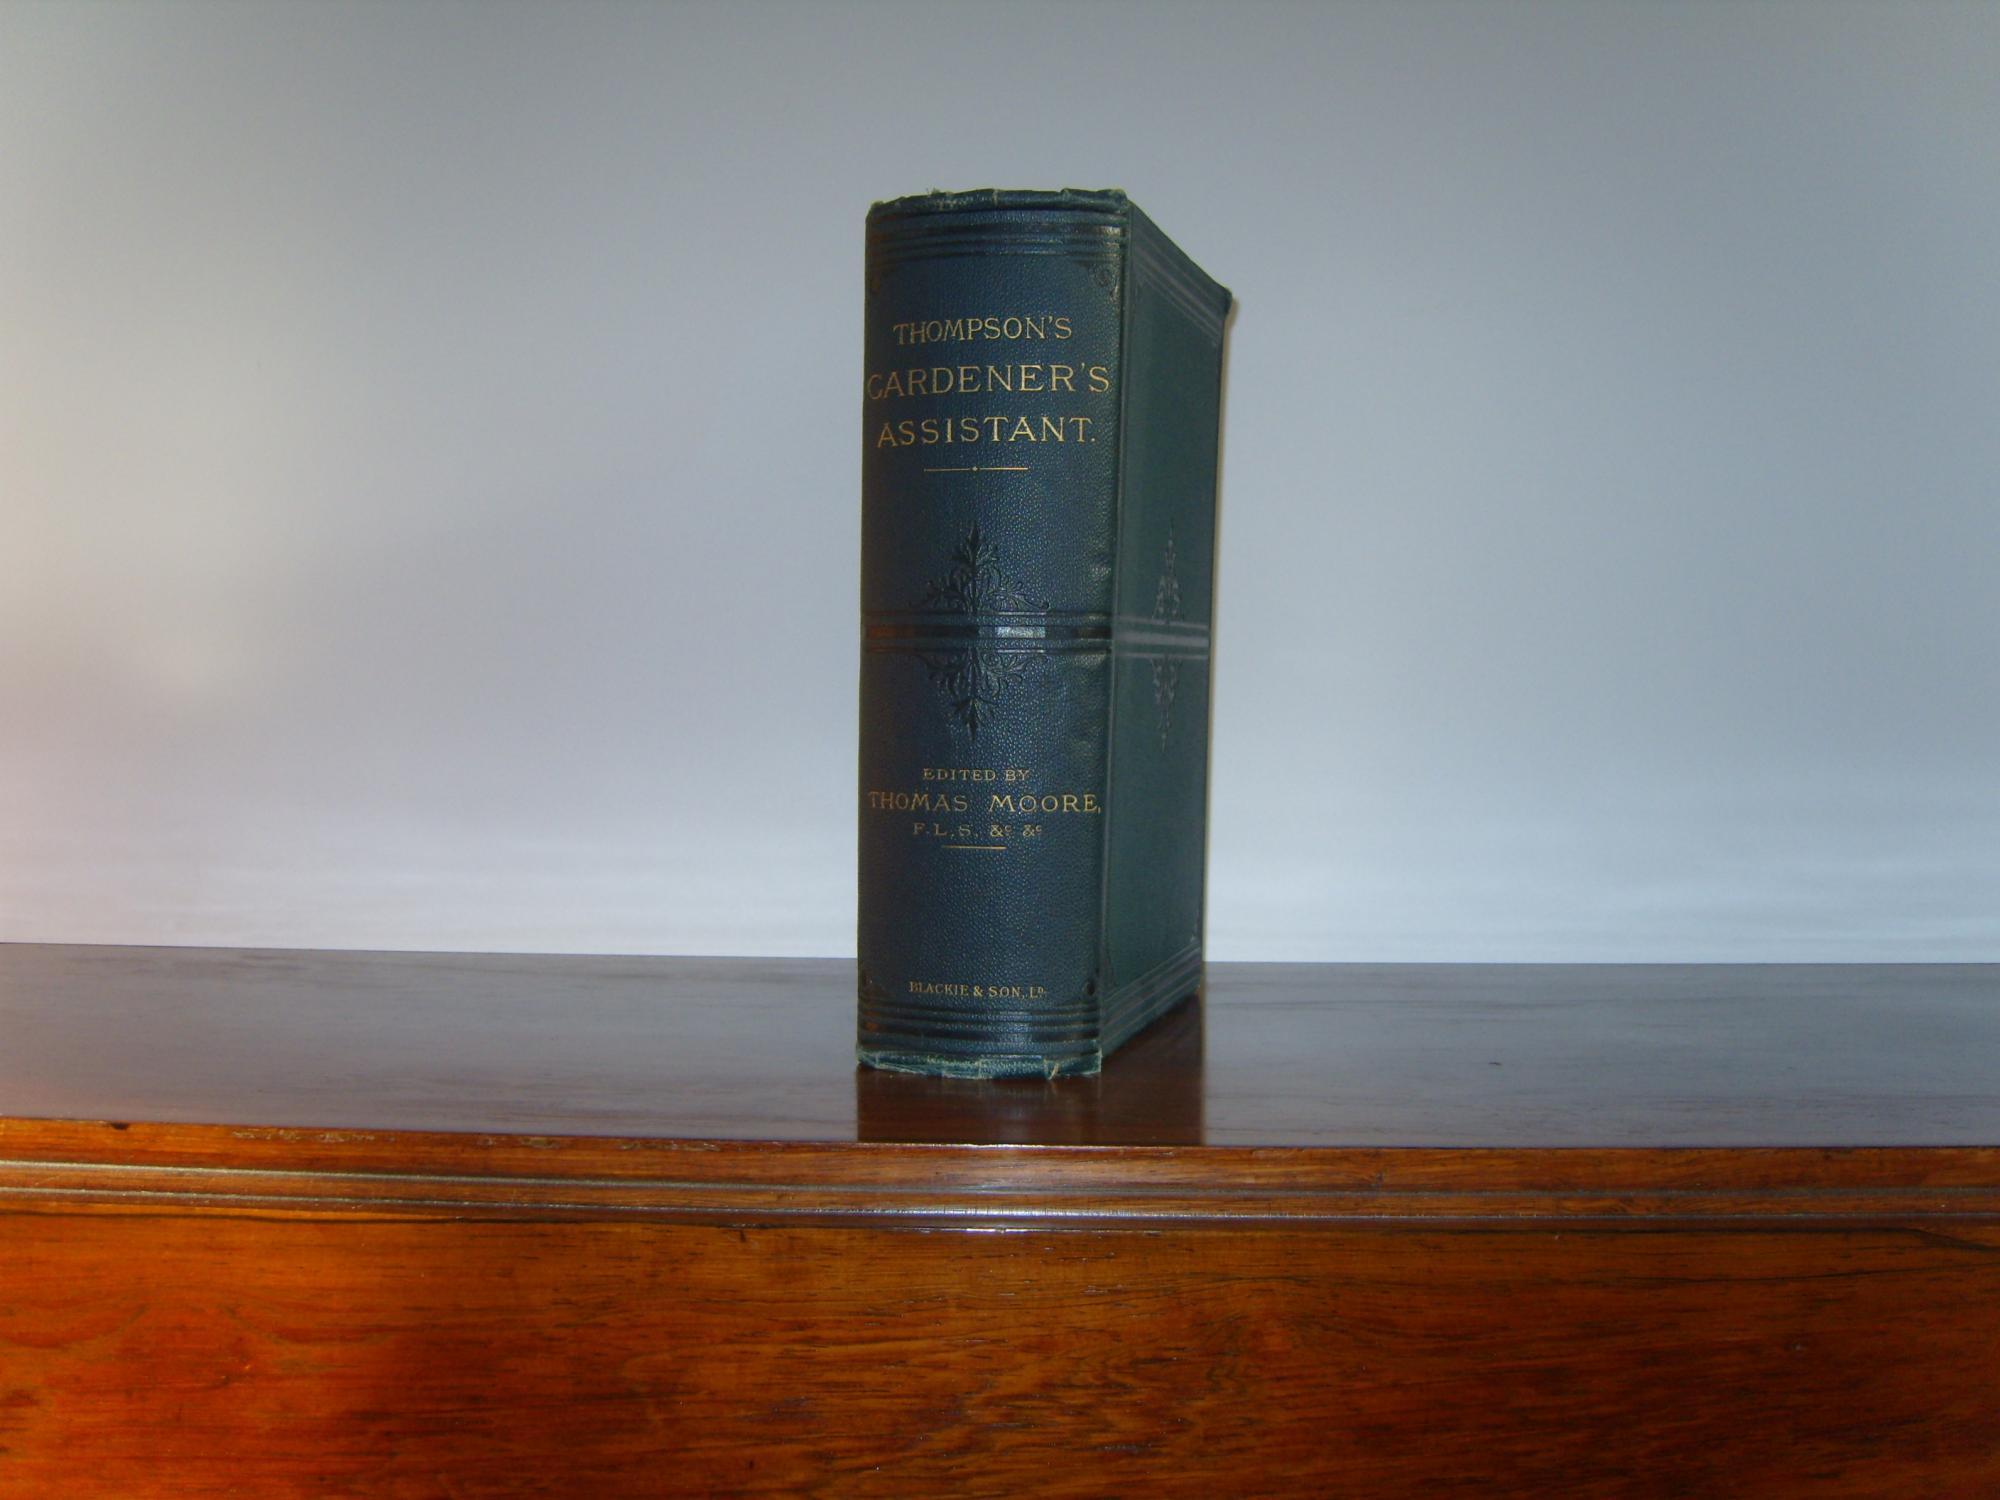 THOMPSON'S
GARDENER'S
ASSISTANT.
EDITED BY
THOMAS MOORE,
F.L.S. &c &c
BLACKIE & SON, LD